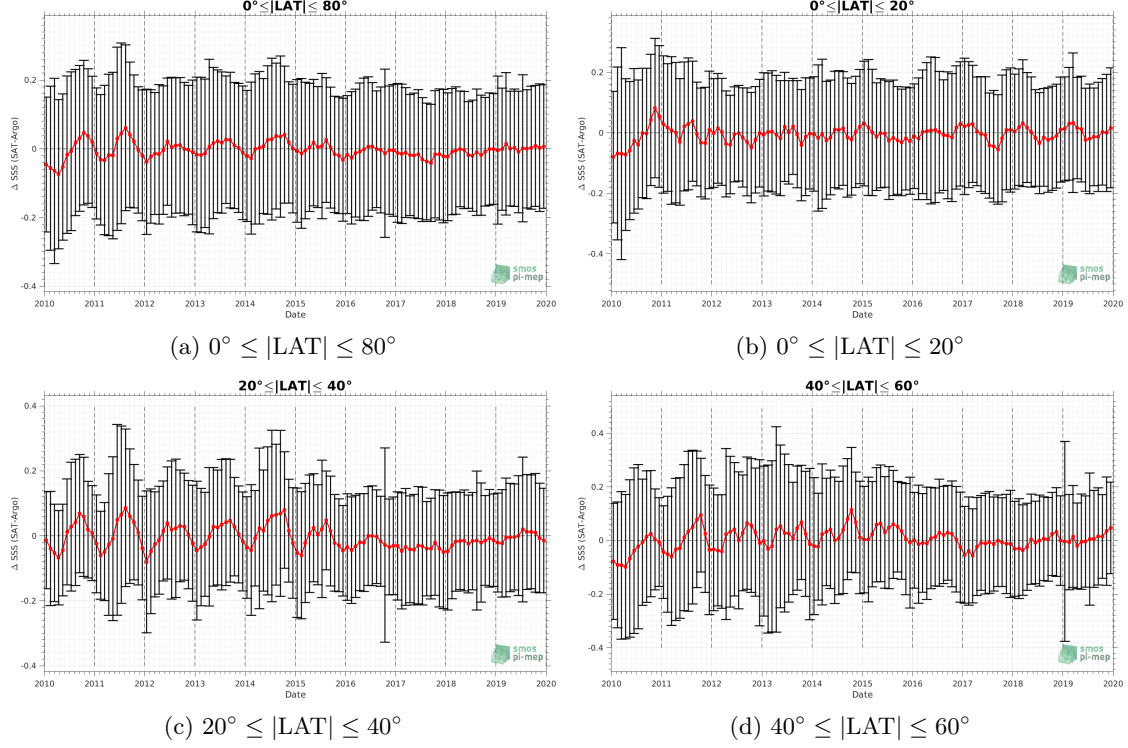 0°≤|LAT|≤ 80°
Δ SSS (SAT-Argo)
0.2
0
-0.2
-0.4
smos
pi-mep
2010 2011 2012 2013 2014 2015 2016 2017 2018 2019 2020
Date
(a) 0° ≤ |LAT| ≤ 80°
0°≤|LAT|≤ 20°
Δ SSS (SAT-Argo)
0.2
0
-0.2
-0.4
smos
pi-mep
2010 2011 2012 2013 2014 2015 2016 2017 2018 2019 2020
Date
(b) 0° ≤ |LAT| ≤ 20°
20°≤|LAT|≤ 40°
Δ SSS (SAT-Argo)
0.4
0.2
0
-0.2
-0.4
smos
pi-mep
2010 2011 2012 2013 2014 2015 2016 2017 2018 2019 2020
Date
(c) 20° ≤ |LAT| ≤ 40°
40°≤|LAT|≤ 60°
Δ SSS (SAT-Argo)
0.4
0.2
0
-0.2
-0.4
smos
pi-mep
2010 2011 2012 2013 2014 2015 2016 2017 2018 2019 2020
Date
(d) 40° ≤ |LAT| ≤ 60°